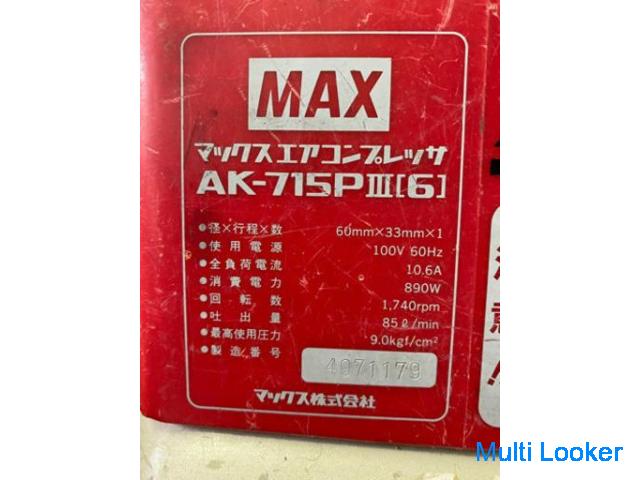 MAX
マックスエアコンプレッサ
AK-715PⅢ[6]
●径×行程×数 60mm×33mm×1
●使用電源 100V 60Hz
●全負荷電流 10.6A
●消費電力 890W
●回転数 1,740rpm
●吐出量 85ℓ/min
●最高使用圧力 9.0kgf/cm²
●製造番号 4071179
マックス株式会社
意!
Multi Looker